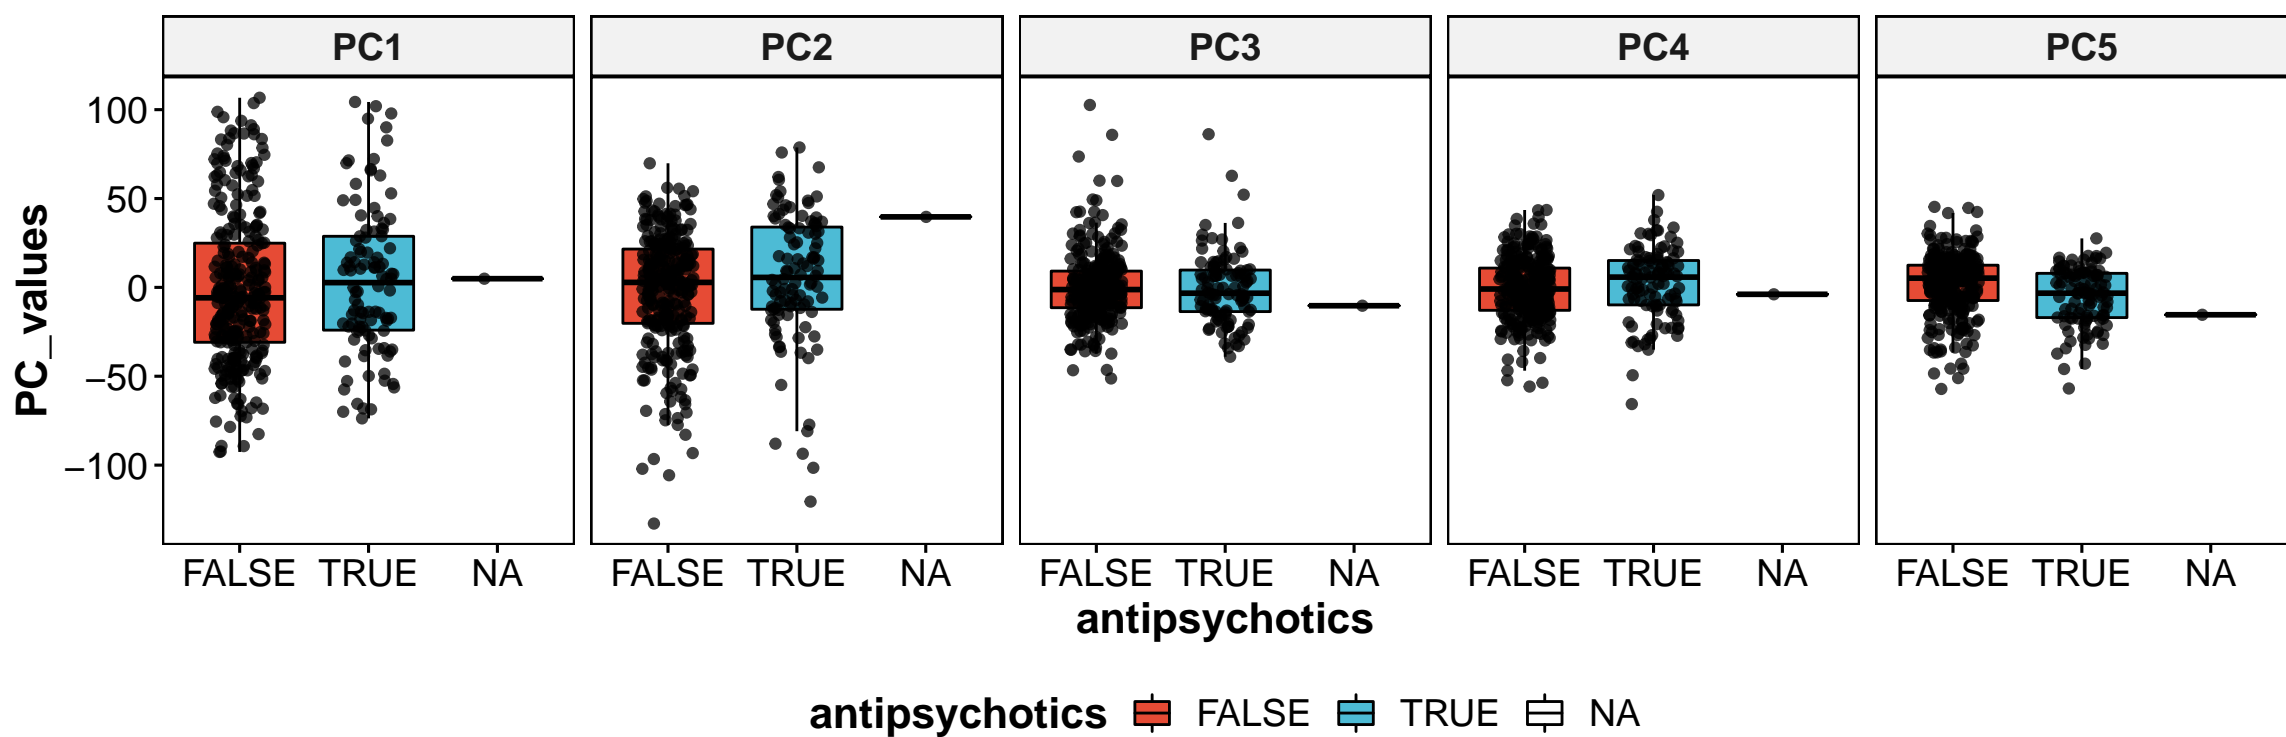 PC1 PC2 PC3 PC4 PC5
PC_values
100
50
0
−50
−100
FALSE TRUE NA FALSE TRUE NA FALSE TRUE NA FALSE TRUE NA FALSE TRUE NA
antipsychotics
antipsychotics FALSE TRUE NA